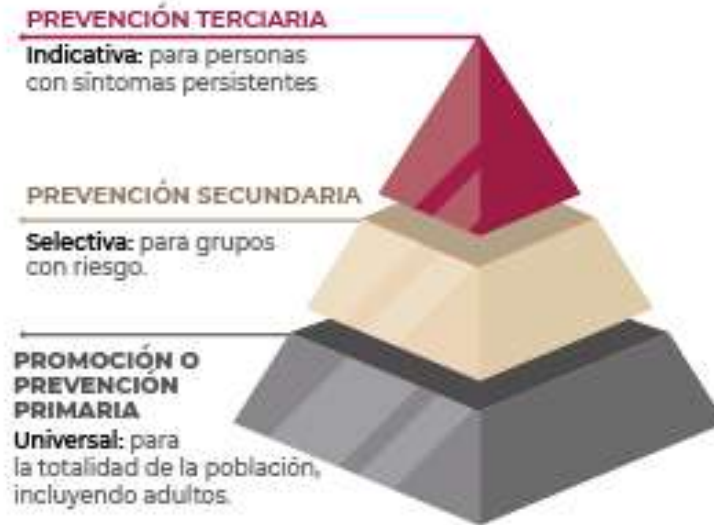 PREVENCIÓN TERCIARIA
Indicativa: para personas
con síntomas persistentes
PREVENCIÓN SECUNDARIA
Selectiva: para grupos
con riesgo.
PROMOCIÓN O
PREVENCIÓN
PRIMARIA
Universal: para
la totalidad de la población,
incluyendo adultos.